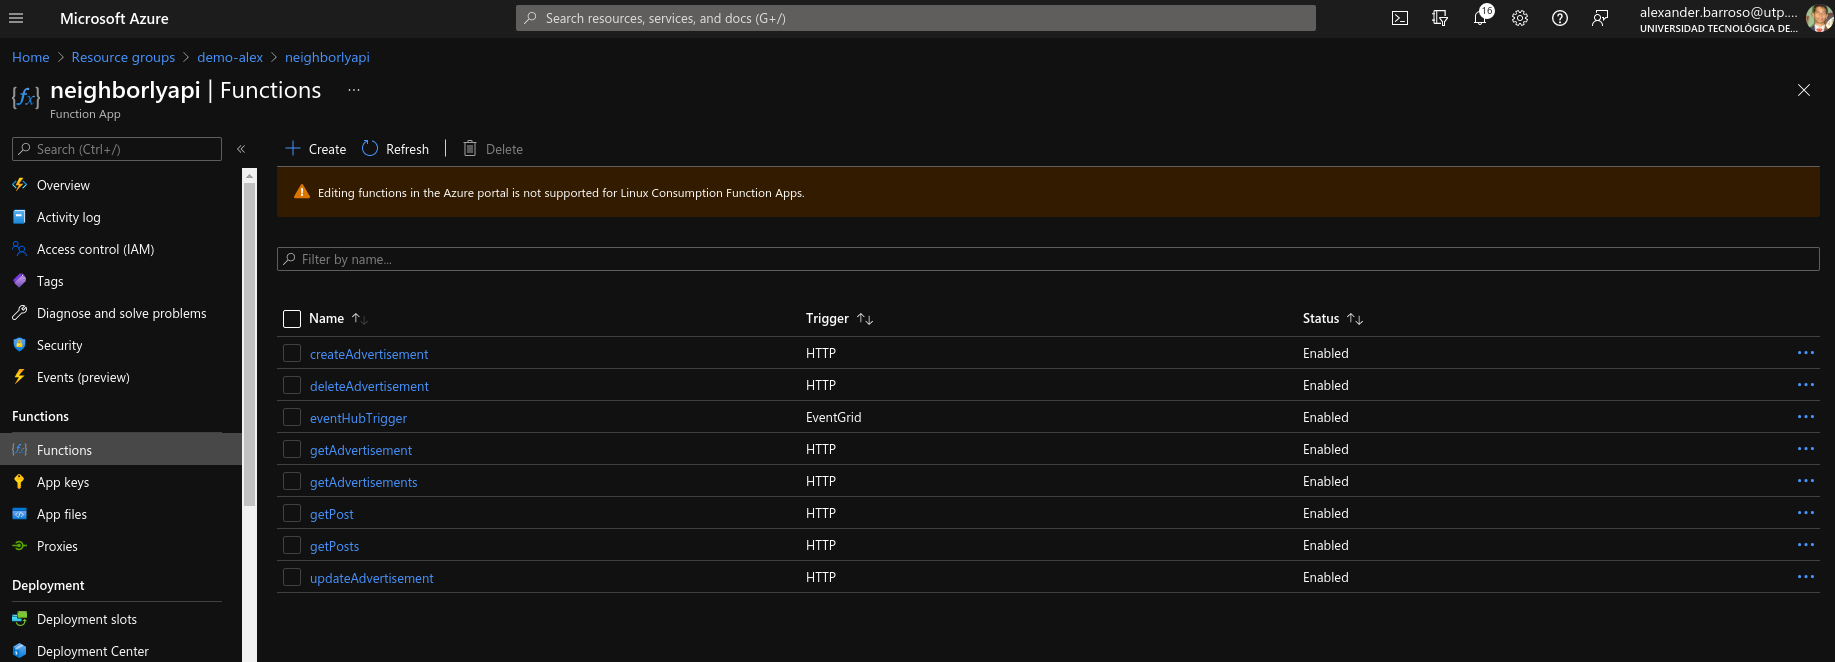 Microsoft Azure
Search resources, services, and docs (G+/)
16
alexander.barroso@utp....
UNIVERSIDAD TECNOLÓGICA DE...
Home > Resource groups > demo-alex > neighborlyapi
{fx} neighborlyapi | Functions ...
Function App
Search (Ctrl+/) «
Overview
Activity log
Access control (IAM)
Tags
Diagnose and solve problems
Security
Events (preview)
Functions
Functions
App keys
App files
Proxies
Deployment
Deployment slots
Deployment Center
Create Refresh | Delete
Editing functions in the Azure portal is not supported for Linux Consumption Function Apps.
Filter by name...
Name ↑↓ Trigger ↑↓ Status ↑↓
createAdvertisement HTTP Enabled ...
deleteAdvertisement HTTP Enabled ...
eventHubTrigger EventGrid Enabled ...
getAdvertisement HTTP Enabled ...
getAdvertisements HTTP Enabled ...
getPost HTTP Enabled ...
getPosts HTTP Enabled ...
updateAdvertisement HTTP Enabled ...